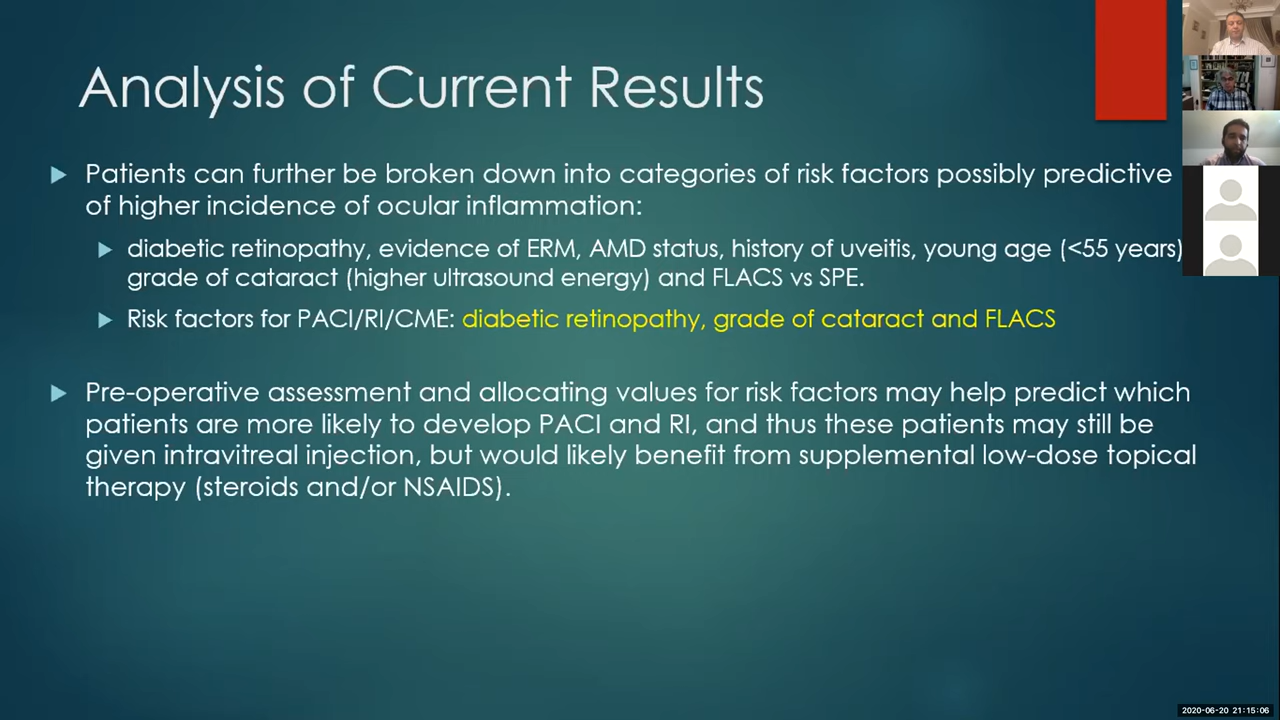 Analysis of Current Results
Patients can further be broken down into categories of risk factors possibly predictive
of higher incidence of ocular inflammation:
diabetic retinopathy, evidence of ERM, AMD status, history of uveitis, young age (<55 years)
grade of cataract (higher ultrasound energy) and FLACS vs SPE.
Risk factors for PACI/RI/CME: diabetic retinopathy, grade of cataract and FLACS
Pre-operative assessment and allocating values for risk factors may help predict which
patients are more likely to develop PACI and RI, and thus these patients may still be
given intravitreal injection, but would likely benefit from supplemental low-dose topical
therapy (steroids and/or NSAIDS).
2020-06-20 21:15:06